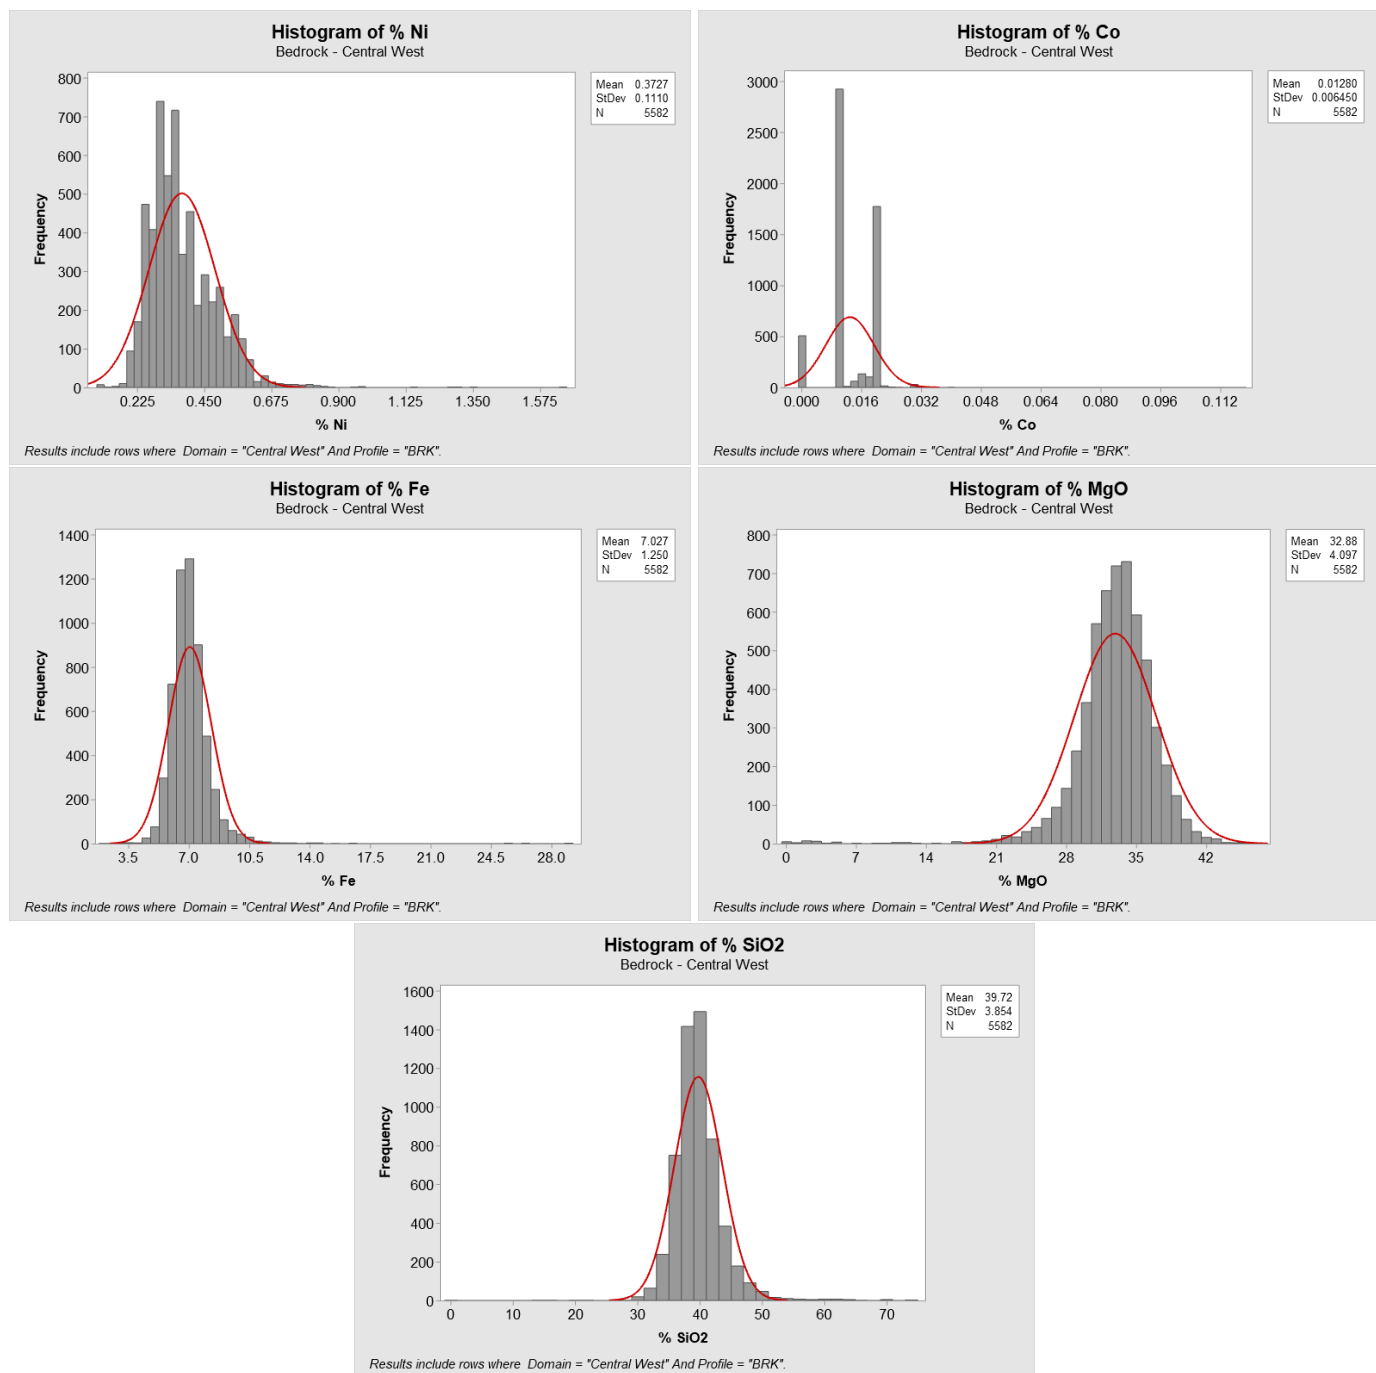 Histogram of % Ni
Bedrock - Central West
800
700
600
500
400
300
200
100
0
Frequency
0.225 0.450 0.675 0.900 1.125 1.350 1.575
% Ni
Mean 0.3727
StDev 0.1110
N 5582
Results include rows where Domain = "Central West" And Profile = "BRK".
Histogram of % Co
Bedrock - Central West
3000
2500
2000
1500
1000
500
0
Frequency
0.000 0.016 0.032 0.048 0.064 0.080 0.096 0.112
% Co
Mean 0.01280
StDev 0.006450
N 5582
Results include rows where Domain = "Central West" And Profile = "BRK".
Histogram of % Fe
Bedrock - Central West
1400
1200
1000
800
600
400
200
0
Frequency
3.5 7.0 10.5 14.0 17.5 21.0 24.5 28.0
% Fe
Mean 7.027
StDev 1.250
N 5582
Results include rows where Domain = "Central West" And Profile = "BRK".
Histogram of % MgO
Bedrock - Central West
800
700
600
500
400
300
200
100
0
Frequency
0 7 14 21 28 35 42
% MgO
Mean 32.88
StDev 4.097
N 5582
Results include rows where Domain = "Central West" And Profile = "BRK".
Histogram of % SiO2
Bedrock - Central West
1600
1400
1200
1000
800
600
400
200
0
Frequency
0 10 20 30 40 50 60 70
% SiO2
Mean 39.72
StDev 3.854
N 5582
Results include rows where Domain = "Central West" And Profile = "BRK".